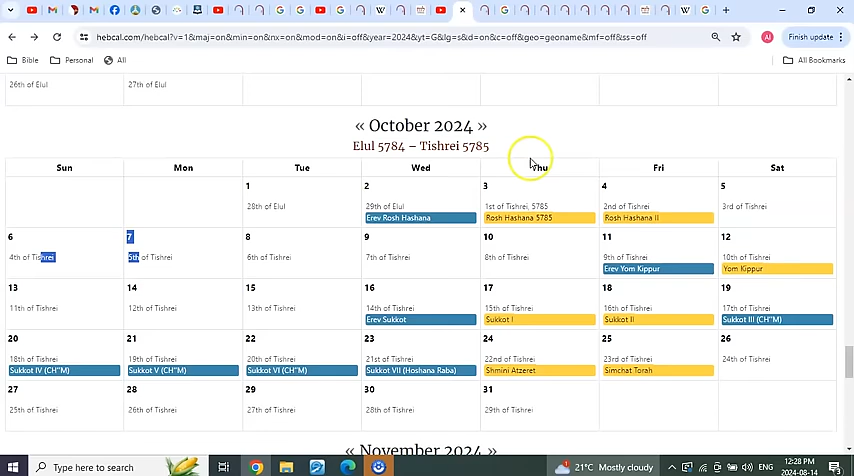 hebcal.com/hebcal?v=1&maj=on&min=on&nx=on&mod=on&i=off&year=2024&yt=G&lg=s&d=on&c=off&geo=geoname&mf=off&ss=off
AI
Finish update
Bible
Personal
All
All Bookmarks
26th of Elul
27th of Elul
« October 2024 »
Elul 5784 – Tishrei 5785
Sun Mon Tue Wed Thu Fri Sat
1 2 3 4 5
28th of Elul 29th of Elul 1st of Tishrei, 5785 2nd of Tishrei 3rd of Tishrei
Erev Rosh Hashana Rosh Hashana 5785 Rosh Hashana II
6 7 8 9 10 11 12
4th of Tishrei 5th of Tishrei 6th of Tishrei 7th of Tishrei 8th of Tishrei 9th of Tishrei 10th of Tishrei
Erev Yom Kippur Yom Kippur
13 14 15 16 17 18 19
11th of Tishrei 12th of Tishrei 13th of Tishrei 14th of Tishrei 15th of Tishrei 16th of Tishrei 17th of Tishrei
Erev Sukkot Sukkot I Sukkot II Sukkot III (CH"M)
20 21 22 23 24 25 26
18th of Tishrei 19th of Tishrei 20th of Tishrei 21st of Tishrei 22nd of Tishrei 23rd of Tishrei 24th of Tishrei
Sukkot IV (CH"M) Sukkot V (CH"M) Sukkot VI (CH"M) Sukkot VII (Hoshana Raba) Shmini Atzeret Simchat Torah
27 28 29 30 31
25th of Tishrei 26th of Tishrei 27th of Tishrei 28th of Tishrei 29th of Tishrei
« November 2024 »
Type here to search
21°C Mostly cloudy
ENG
12:28 PM
2024-08-14